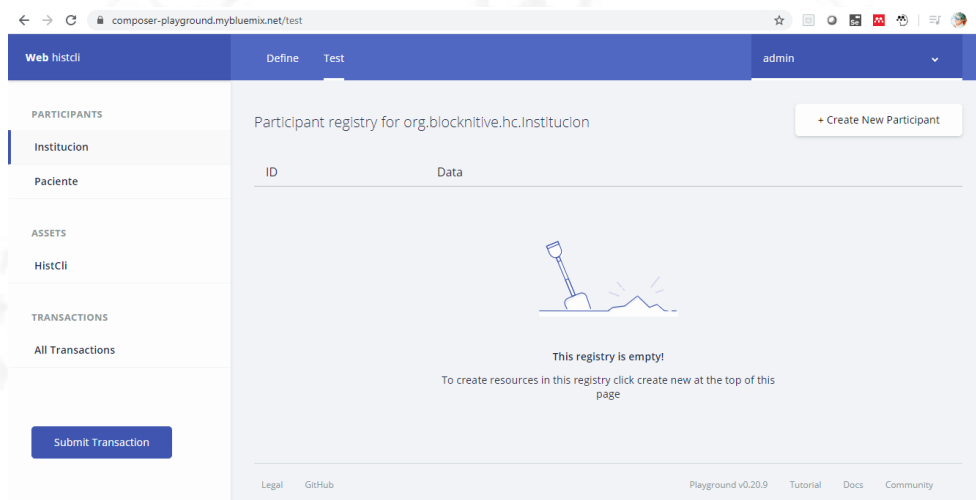 composer-playground.mybluemix.net/test
Web histcli
Define Test
admin
PARTICIPANTS
Institucion
Paciente
ASSETS
HistCli
TRANSACTIONS
All Transactions
Submit Transaction
Participant registry for org.blocknitive.hc.Institucion
+ Create New Participant
ID Data
This registry is empty!
To create resources in this registry click create new at the top of this
page
Legal GitHub
Playground v0.20.9 Tutorial Docs Community